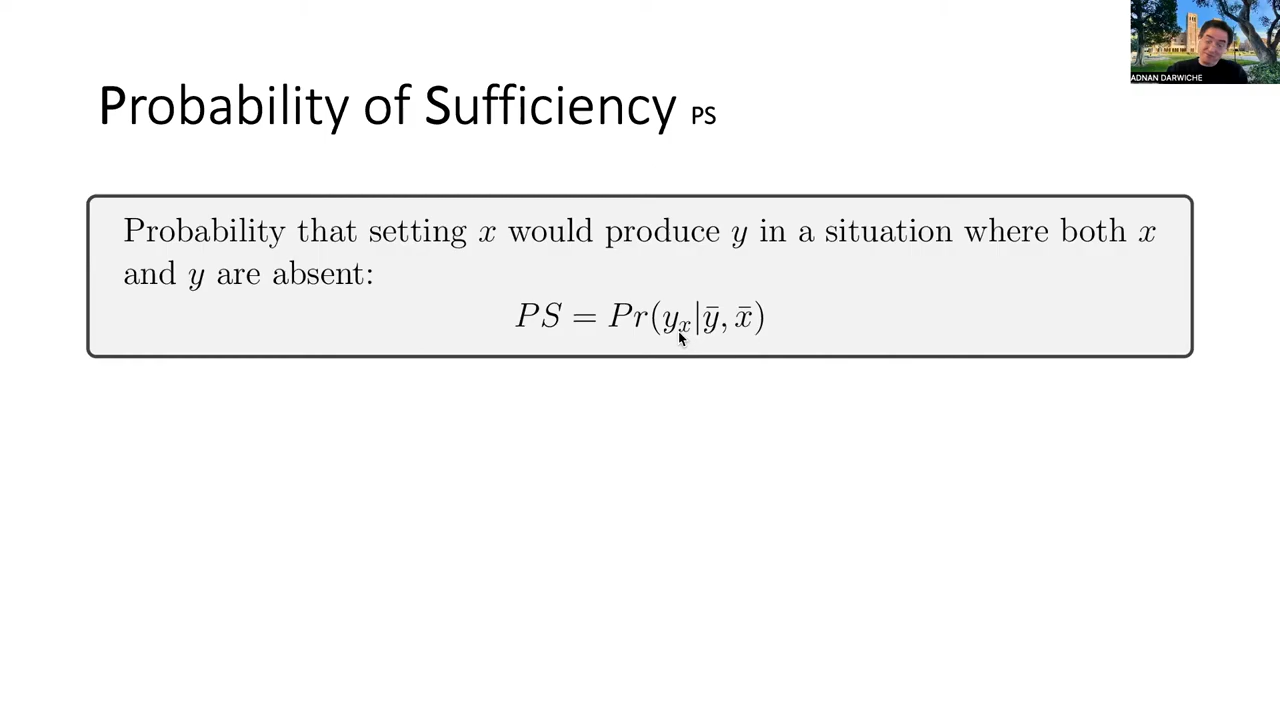 ADNAN DARWICHE
Probability of Sufficiency PS
Probability that setting x would produce y in a situation where both x
and y are absent:
PS = Pr(yₓ|ȳ, x̄)